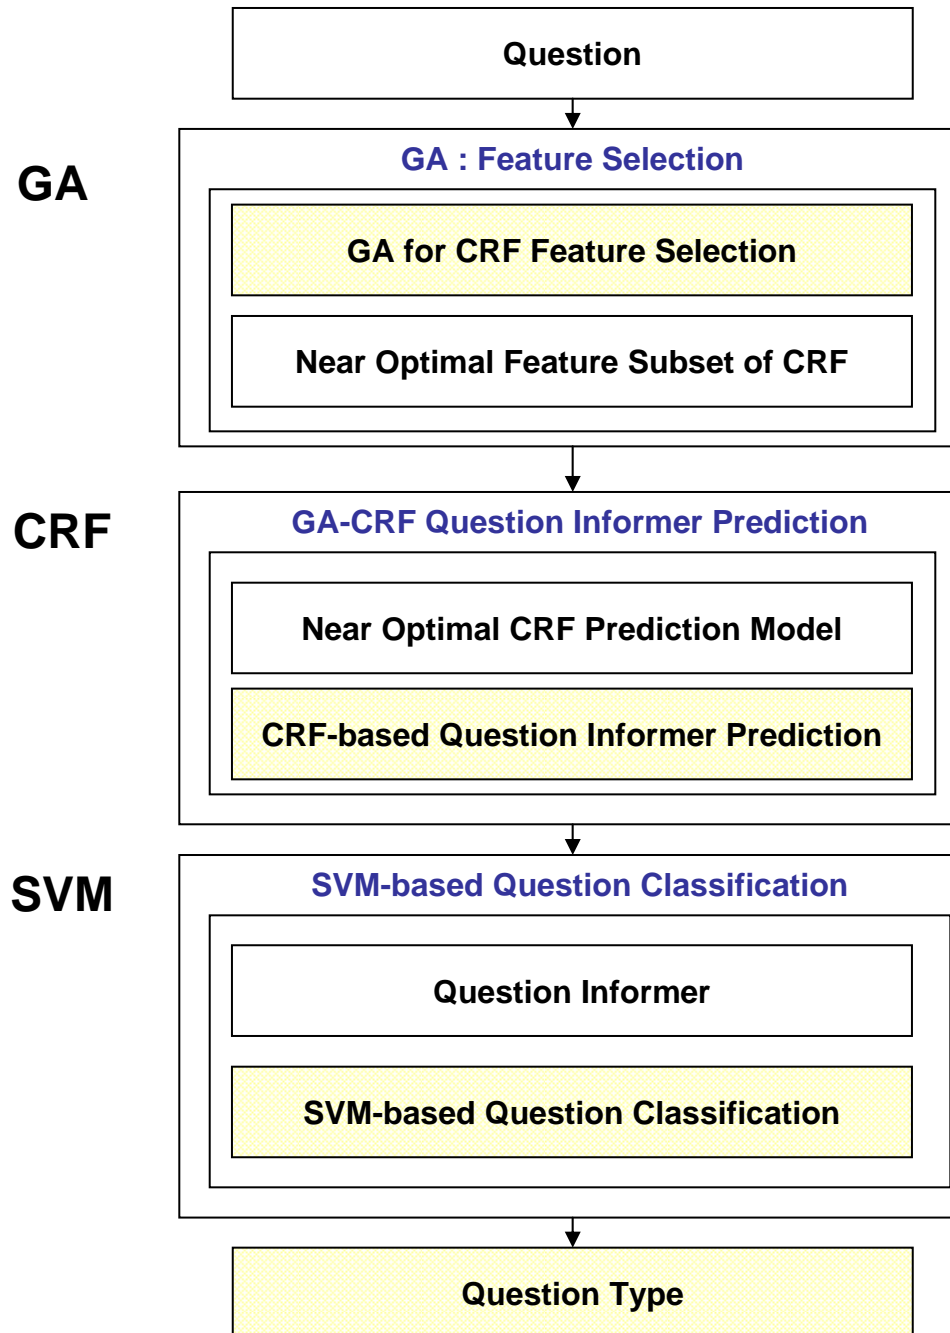 Question
GA
GA : Feature Selection
GA for CRF Feature Selection
Near Optimal Feature Subset of CRF
CRF
GA-CRF Question Informer Prediction
Near Optimal CRF Prediction Model
CRF-based Question Informer Prediction
SVM
SVM-based Question Classification
Question Informer
SVM-based Question Classification
Question Type